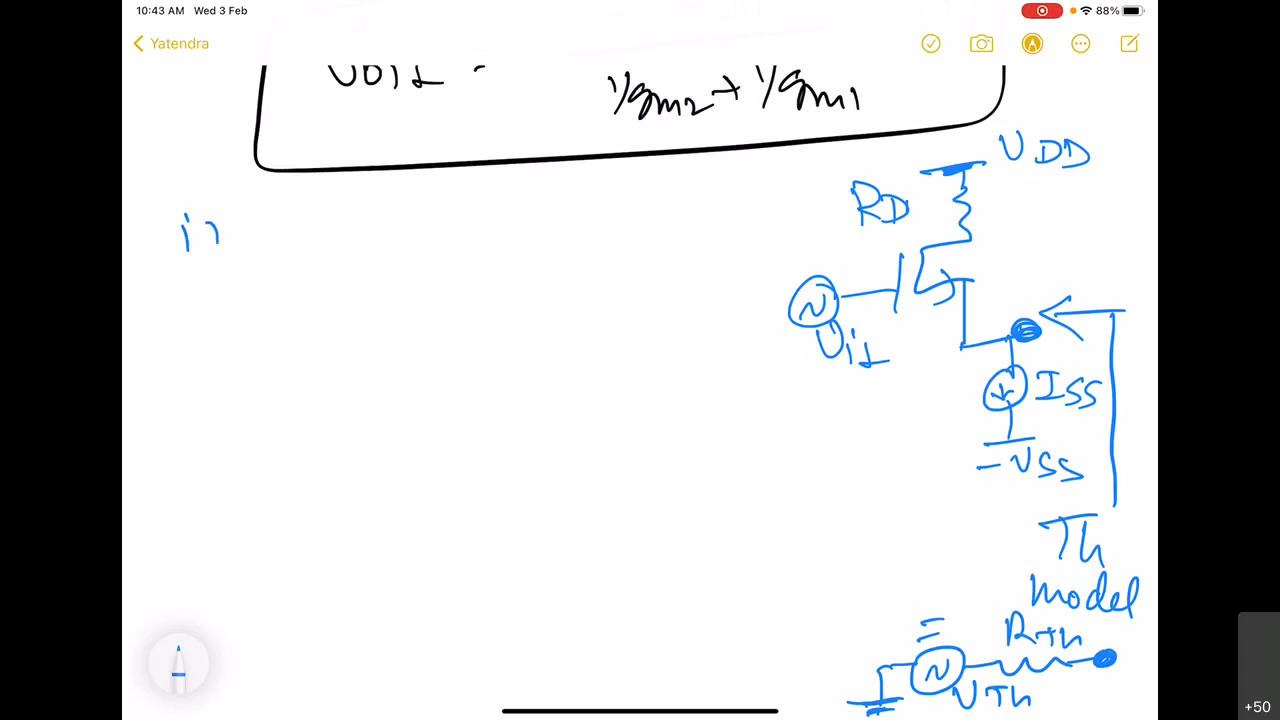 10:43 AM Wed 3 Feb
88%
Yatendra
1/gm2 + 1/gm1
VDD
RD
Vi1
ISS
-VSS
Th
model
=
Rth
VTh
+50